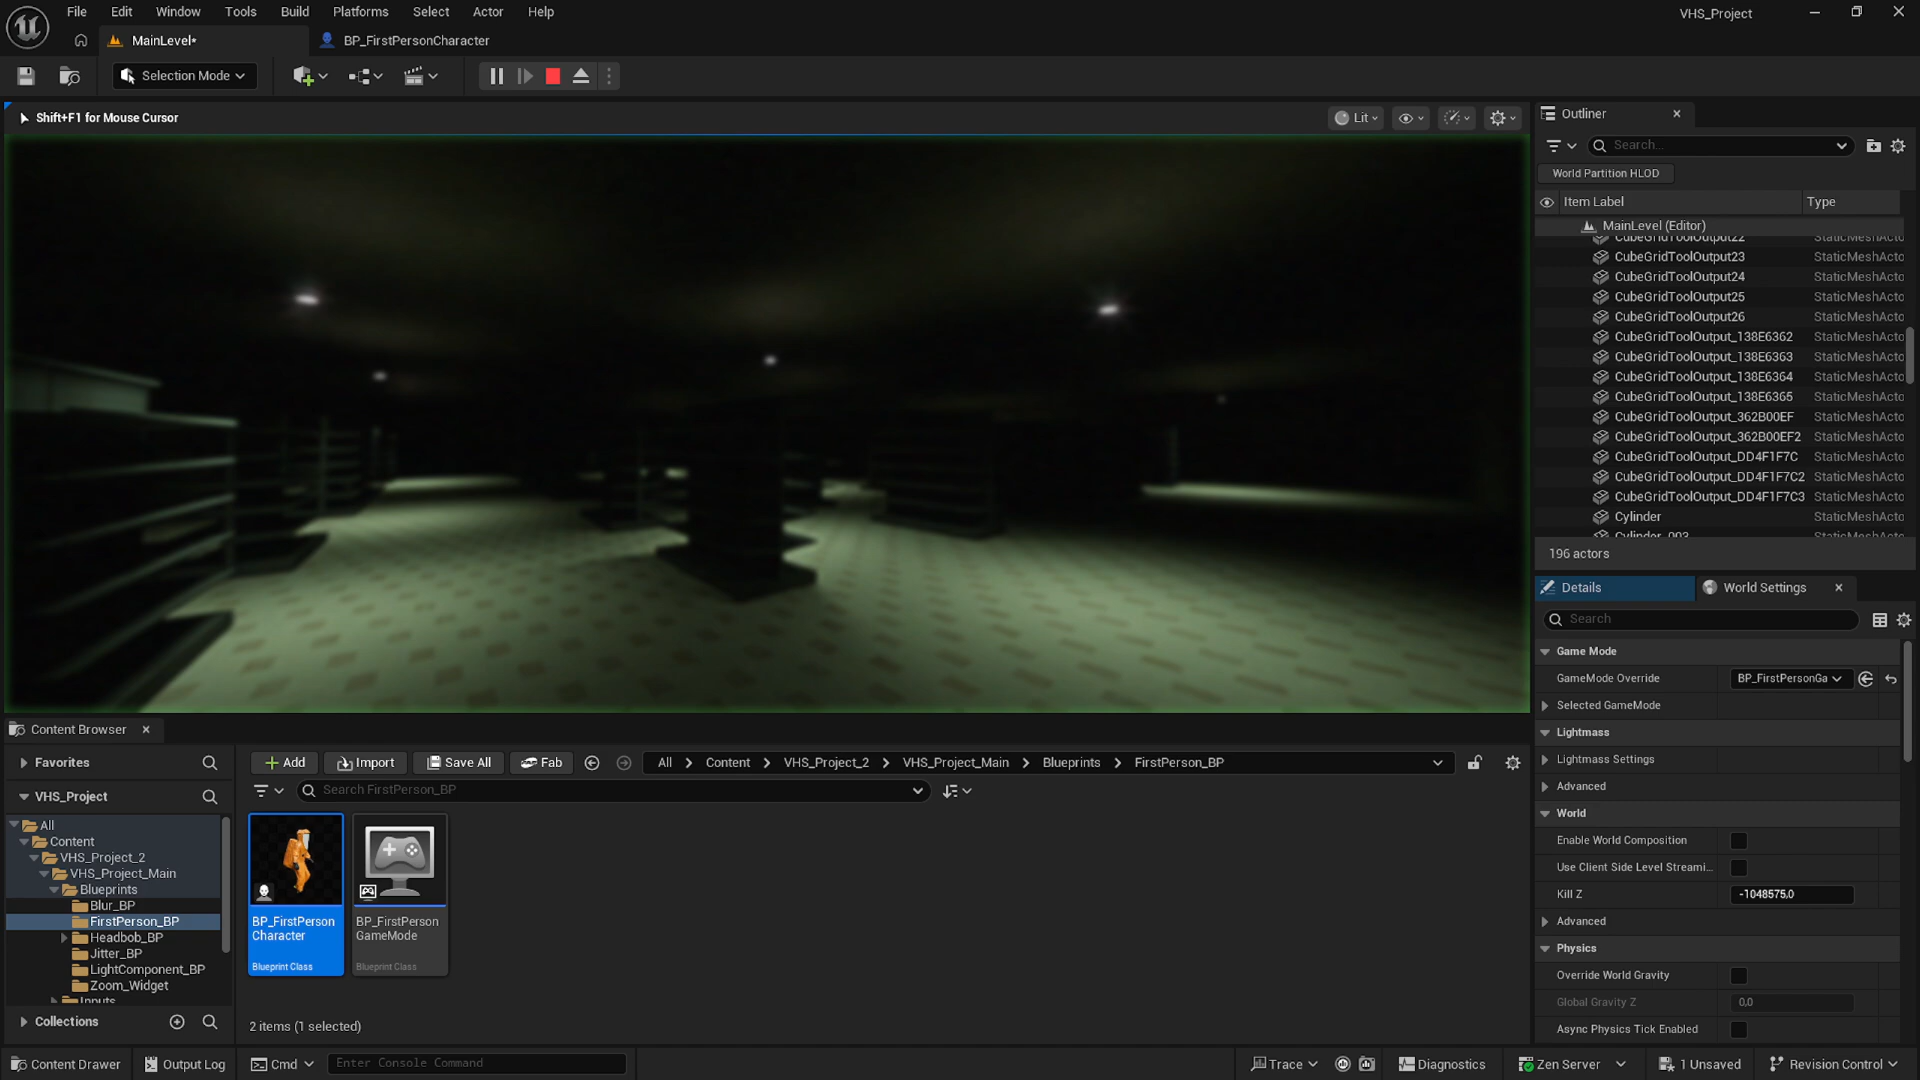 File Edit Window Tools Build Platforms Select Actor Help
VHS_Project
MainLevel*
BP_FirstPersonCharacter
Selection Mode
Shift+F1 for Mouse Cursor
Lit
Outliner
Search...
World Partition HLOD
Item Label Type
MainLevel (Editor)
CubeGridToolOutput22 StaticMeshActo
CubeGridToolOutput23 StaticMeshActo
CubeGridToolOutput24 StaticMeshActo
CubeGridToolOutput25 StaticMeshActo
CubeGridToolOutput26 StaticMeshActo
CubeGridToolOutput_138E6362 StaticMeshActo
CubeGridToolOutput_138E6363 StaticMeshActo
CubeGridToolOutput_138E6364 StaticMeshActo
CubeGridToolOutput_138E6365 StaticMeshActo
CubeGridToolOutput_362B00EF StaticMeshActo
CubeGridToolOutput_362B00EF2 StaticMeshActo
CubeGridToolOutput_DD4F1F7C StaticMeshActo
CubeGridToolOutput_DD4F1F7C2 StaticMeshActo
CubeGridToolOutput_DD4F1F7C3 StaticMeshActo
Cylinder StaticMeshActo
Cylinder_003 StaticMeshActo
196 actors
Details
World Settings
Search
Game Mode
GameMode Override BP_FirstPersonGa
Selected GameMode
Lightmass
Lightmass Settings
Advanced
World
Enable World Composition
Use Client Side Level Streami...
Kill Z -1048575,0
Advanced
Physics
Override World Gravity
Global Gravity Z 0,0
Async Physics Tick Enabled
Content Browser
Favorites
VHS_Project
All
Content
VHS_Project_2
VHS_Project_Main
Blueprints
Blur_BP
FirstPerson_BP
Headbob_BP
Jitter_BP
LightComponent_BP
Zoom_Widget
Inputs
Collections
Add Import Save All Fab All Content VHS_Project_2 VHS_Project_Main Blueprints FirstPerson_BP
Search FirstPerson_BP
BP_FirstPerson
Character
Blueprint Class
BP_FirstPerson
GameMode
Blueprint Class
2 items (1 selected)
Content Drawer Output Log Cmd Enter Console Command Trace Diagnostics Zen Server 1 Unsaved Revision Control